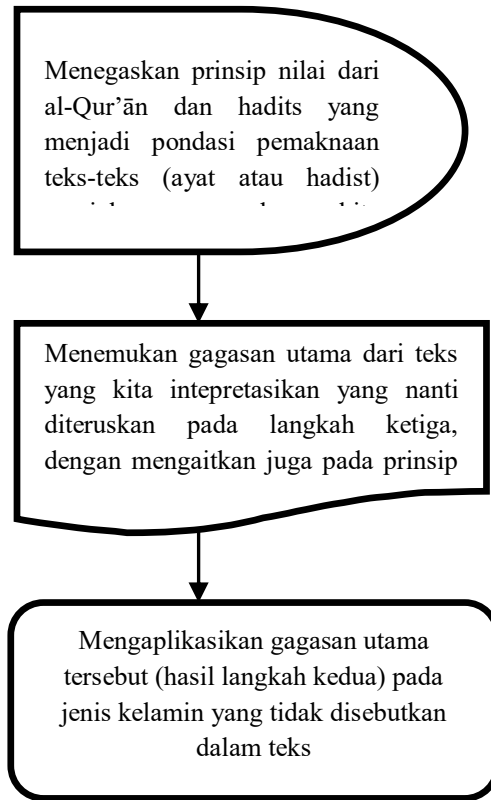 Menegaskan prinsip nilai dari
al-Qur’ān dan hadits yang
menjadi pondasi pemaknaan
teks-teks (ayat atau hadist)
Menemukan gagasan utama dari teks
yang kita intepretasikan yang nanti
diteruskan pada langkah ketiga,
dengan mengaitkan juga pada prinsip
Mengaplikasikan gagasan utama
tersebut (hasil langkah kedua) pada
jenis kelamin yang tidak disebutkan
dalam teks